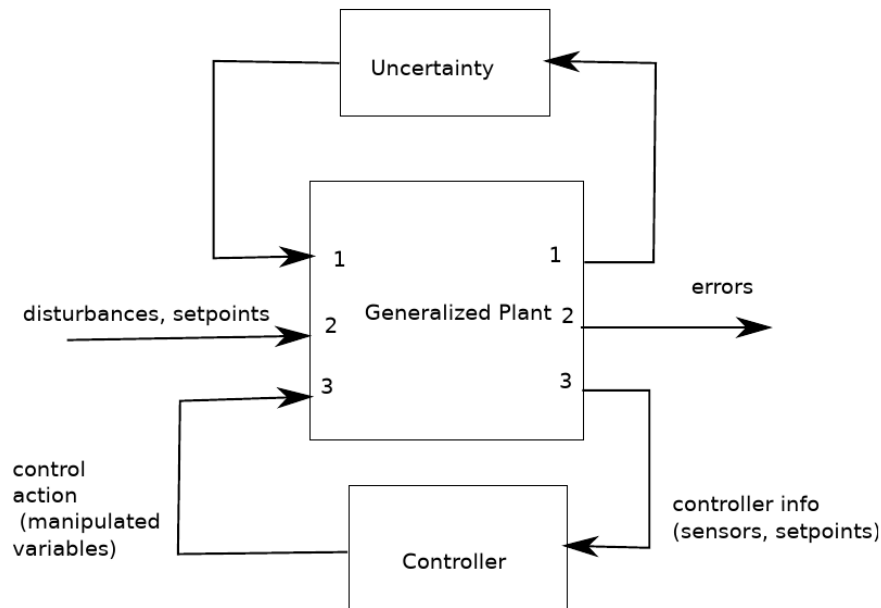 Uncertainty
1
1
errors
disturbances, setpoints
2
Generalized Plant
2
3
3
control
action
(manipulated
variables)
controller info
(sensors, setpoints)
Controller